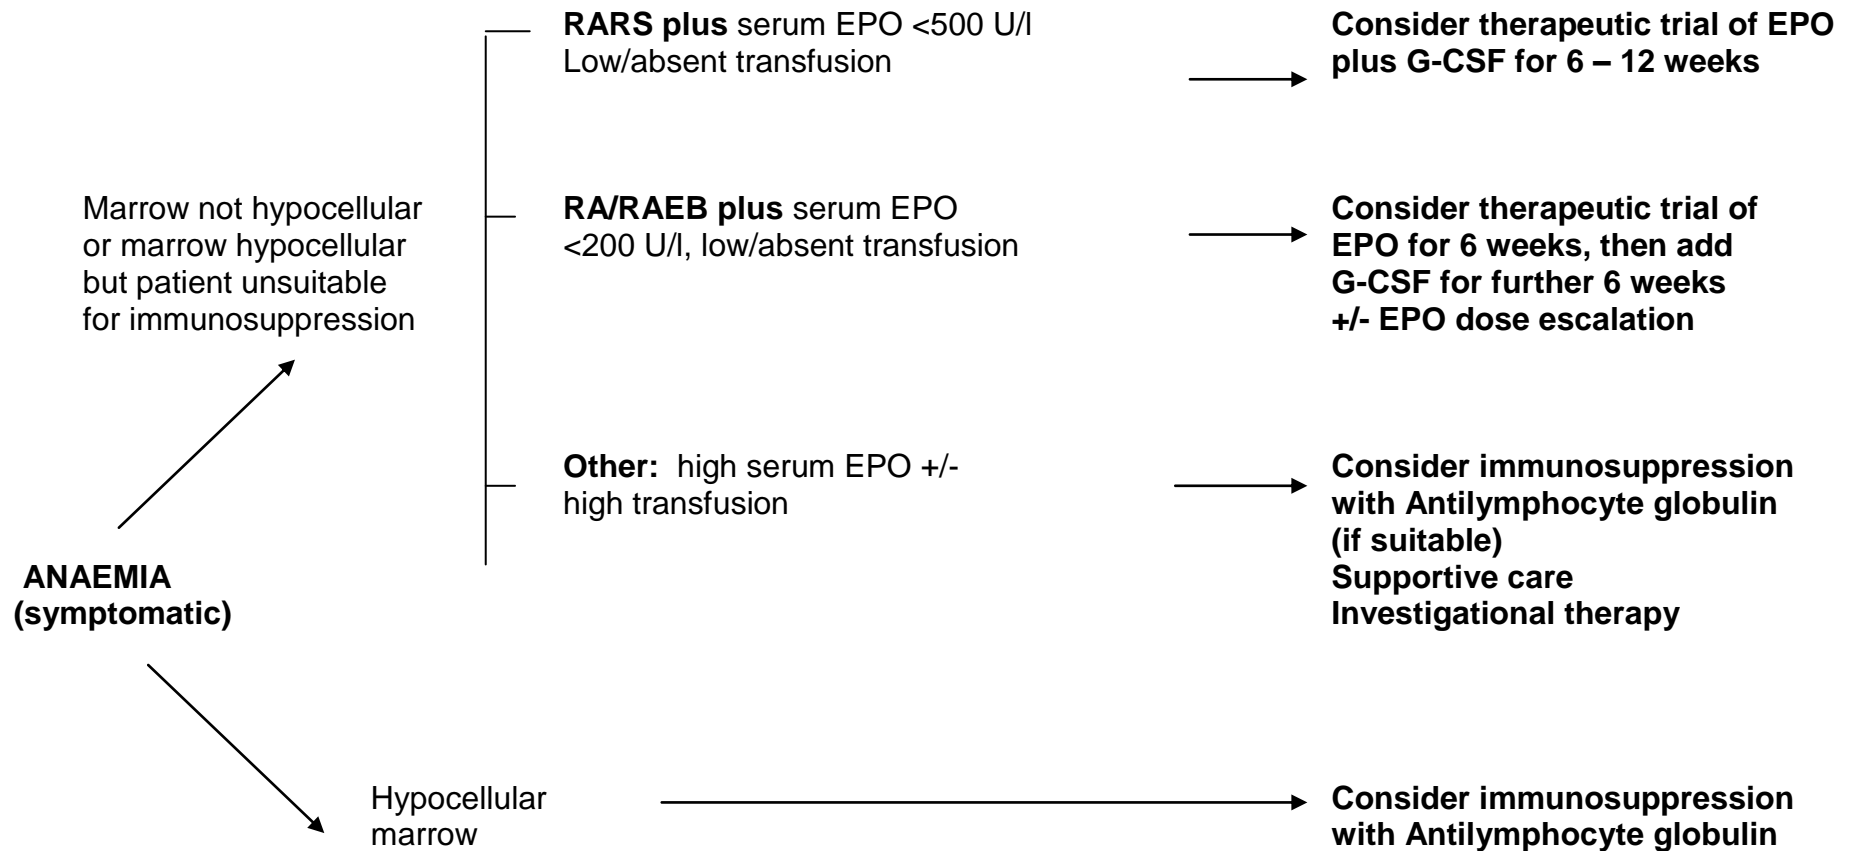 RARS plus serum EPO <500 U/l
Low/absent transfusion
Consider therapeutic trial of EPO
plus G-CSF for 6 – 12 weeks
Marrow not hypocellular
or marrow hypocellular
but patient unsuitable
for immunosuppression
RA/RAEB plus serum EPO
<200 U/l, low/absent transfusion
Consider therapeutic trial of
EPO for 6 weeks, then add
G-CSF for further 6 weeks
+/- EPO dose escalation
Other: high serum EPO +/-
high transfusion
Consider immunosuppression
with Antilymphocyte globulin
(if suitable)
Supportive care
Investigational therapy
ANAEMIA
(symptomatic)
Hypocellular
marrow
Consider immunosuppression
with Antilymphocyte globulin